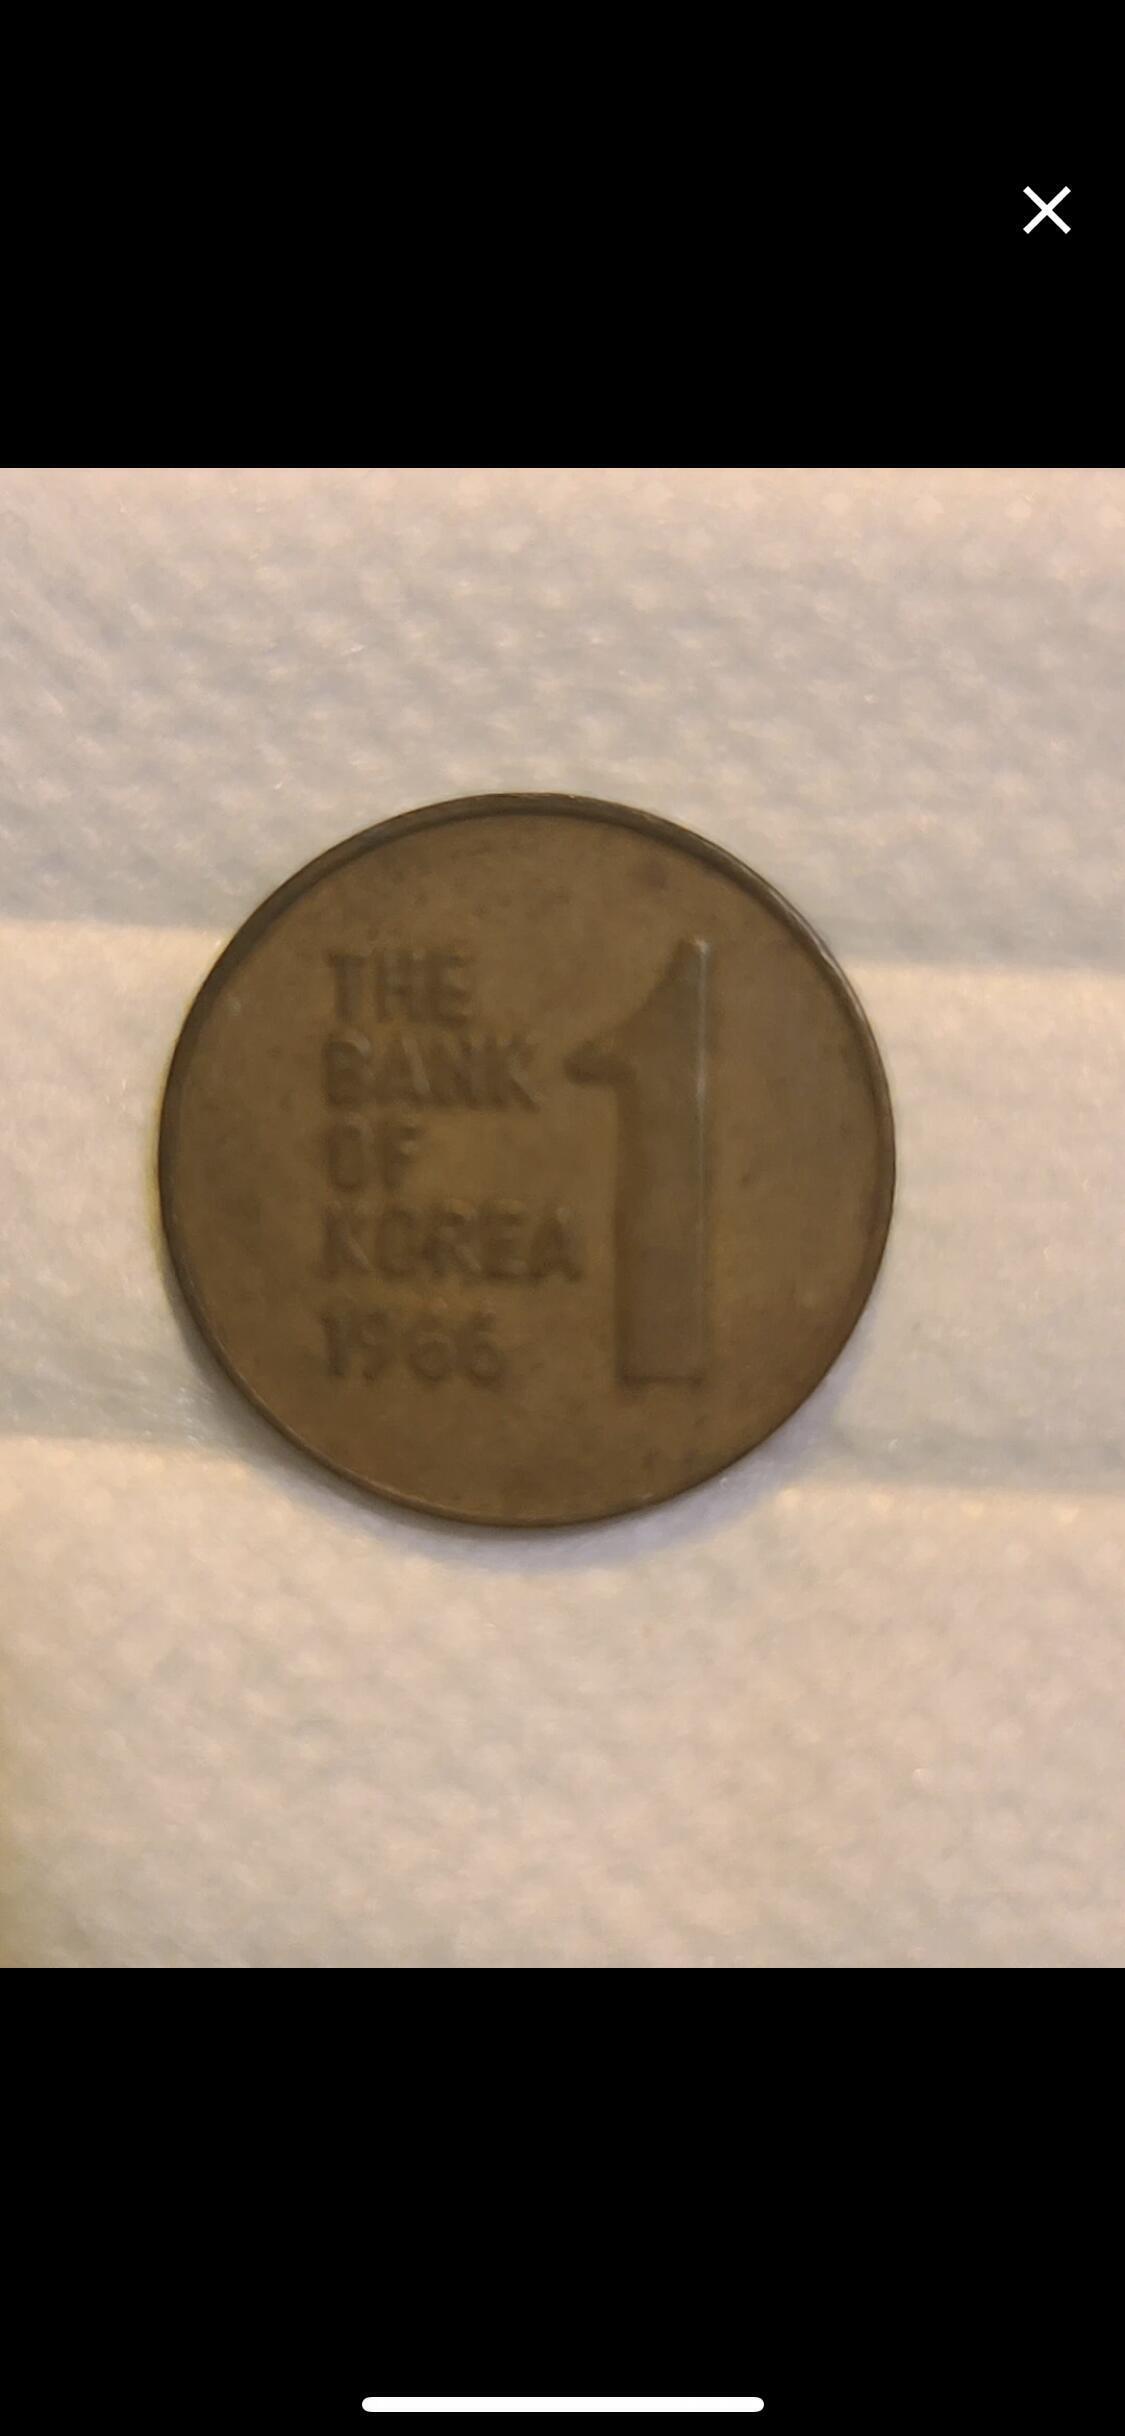 THE
BANK
OF
KOREA
1966
1